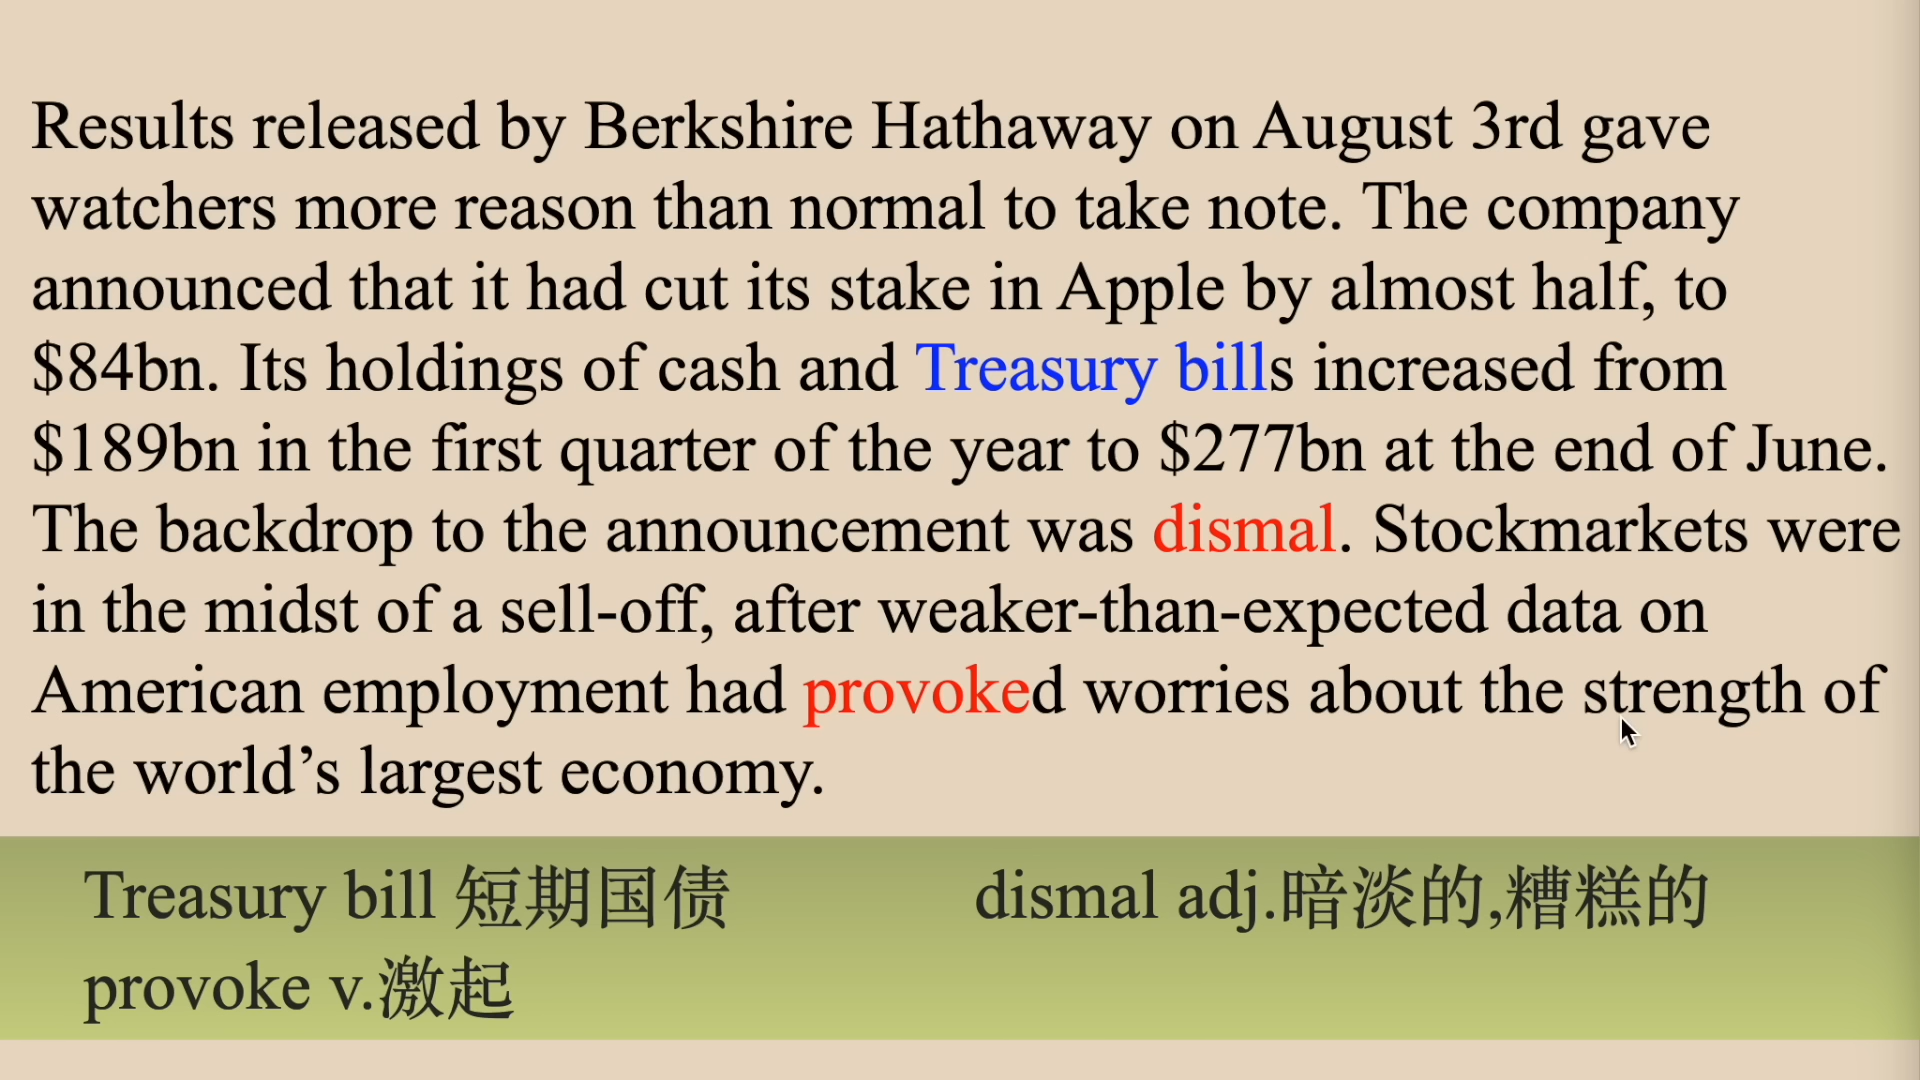 Results released by Berkshire Hathaway on August 3rd gave
watchers more reason than normal to take note. The company
announced that it had cut its stake in Apple by almost half, to
$84bn. Its holdings of cash and Treasury bills increased from
$189bn in the first quarter of the year to $277bn at the end of June.
The backdrop to the announcement was dismal. Stockmarkets were
in the midst of a sell-off, after weaker-than-expected data on
American employment had provoked worries about the strength of
the world’s largest economy.
Treasury bill 短期国债
dismal adj.暗淡的,糟糕的
provoke v.激起